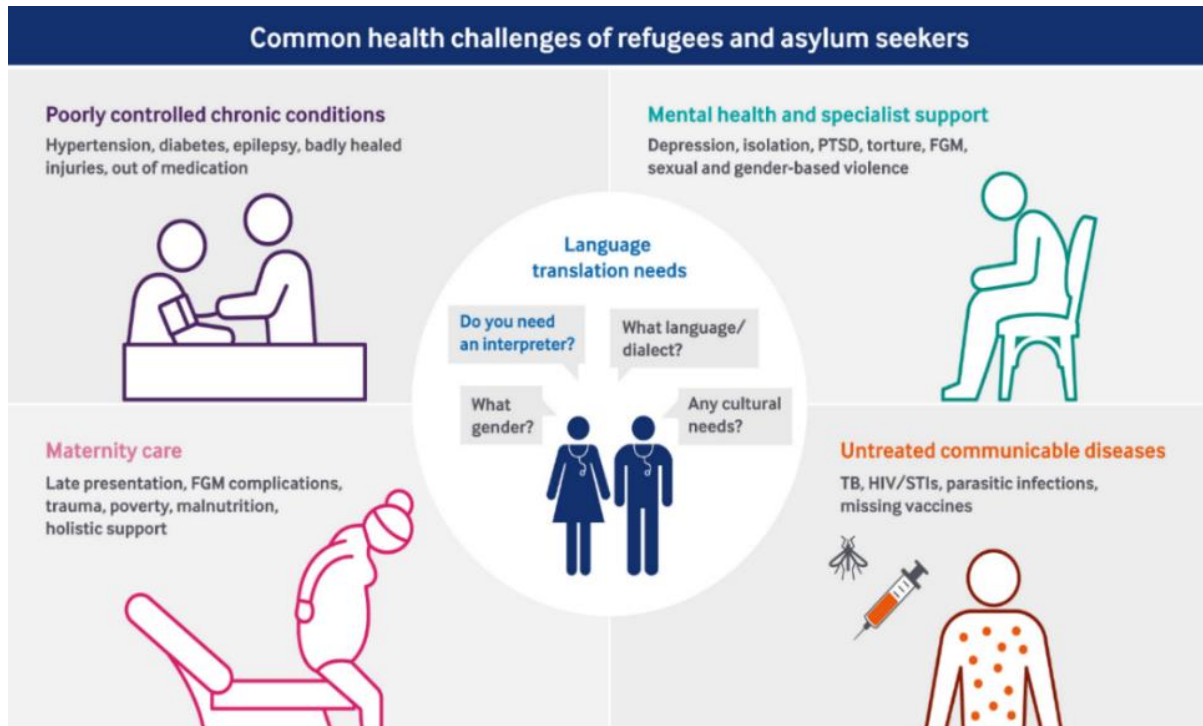 Common health challenges of refugees and asylum seekers
Poorly controlled chronic conditions
Hypertension, diabetes, epilepsy, badly healed
injuries, out of medication
Mental health and specialist support
Depression, isolation, PTSD, torture, FGM,
sexual and gender-based violence
Language
translation needs
Do you need
an interpreter?
What language/
dialect?
What
gender?
Any cultural
needs?
Maternity care
Late presentation, FGM complications,
trauma, poverty, malnutrition,
holistic support
Untreated communicable diseases
TB, HIV/STIs, parasitic infections,
missing vaccines